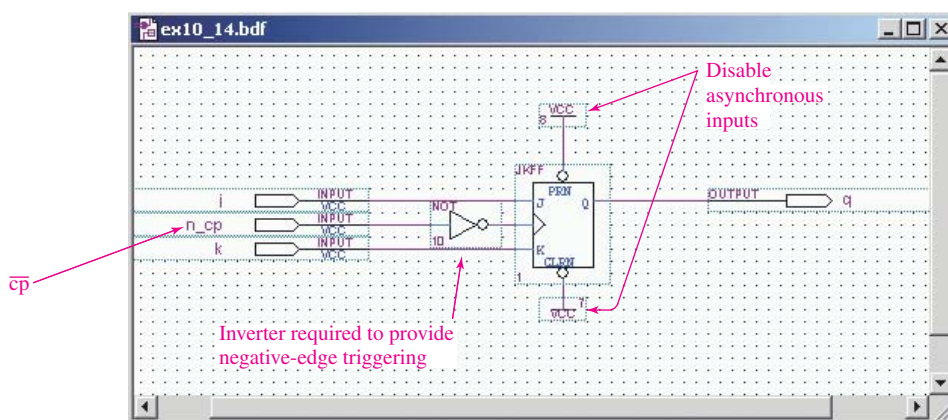 ex10_14.bdf
Disable
asynchronous
inputs
VCC
8
JKFF
PRN
J
Q
K
CLRN
1
VCC
7
j
INPUT
VCC
n_cp
INPUT
VCC
k
INPUT
VCC
NOT
10
OUTPUT
q
cp
Inverter required to provide
negative-edge triggering